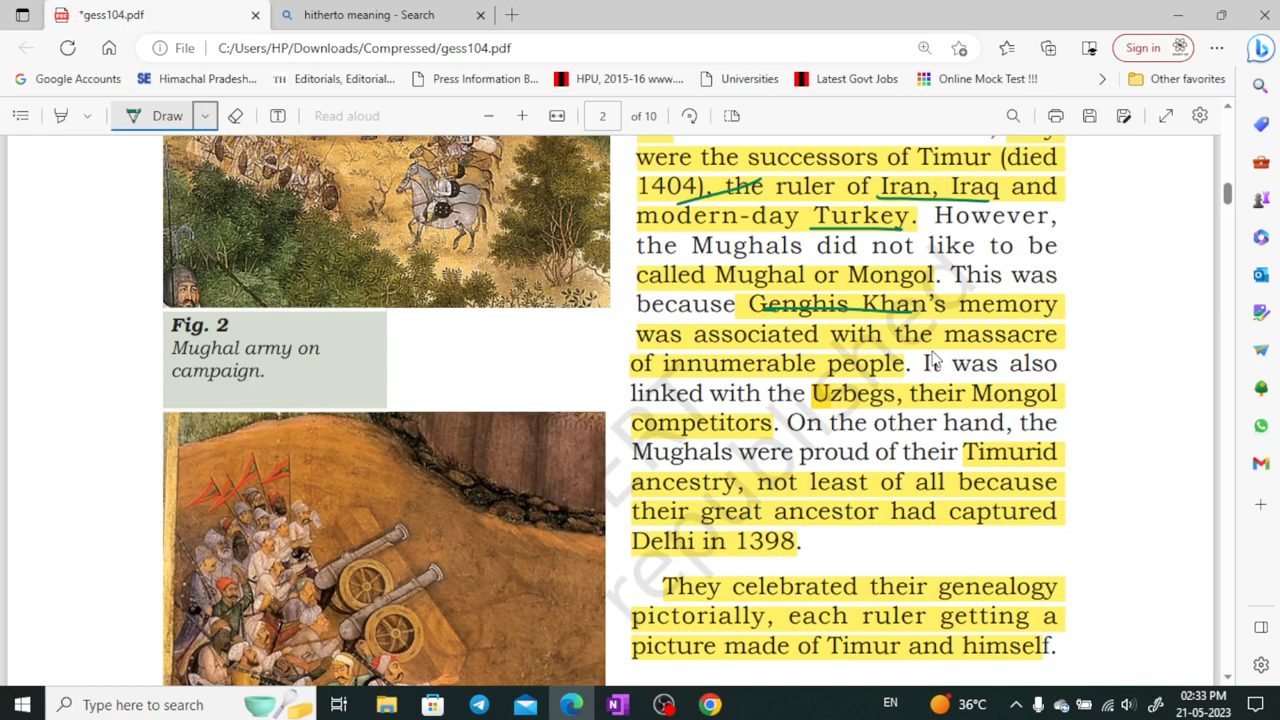 *gess104.pdf
hitherto meaning - Search
File
C:/Users/HP/Downloads/Compressed/gess104.pdf
Sign in
Google Accounts
SE Himachal Pradesh...
TH Editorials, Editorial...
Press Information B...
HPU, 2015-16 www....
Universities
Latest Govt Jobs
Online Mock Test !!!
Other favorites
Draw
Read aloud
2 of 10
were the successors of Timur (died
1404), the ruler of Iran, Iraq and
modern-day Turkey. However,
the Mughals did not like to be
called Mughal or Mongol. This was
because Genghis Khan's memory
was associated with the massacre
of innumerable people. It was also
linked with the Uzbegs, their Mongol
competitors. On the other hand, the
Mughals were proud of their Timurid
ancestry, not least of all because
their great ancestor had captured
Delhi in 1398.
They celebrated their genealogy
pictorially, each ruler getting a
picture made of Timur and himself.
Fig. 2
Mughal army on
campaign.
republished
Type here to search
36°C
EN
02:33 PM
21-05-2023